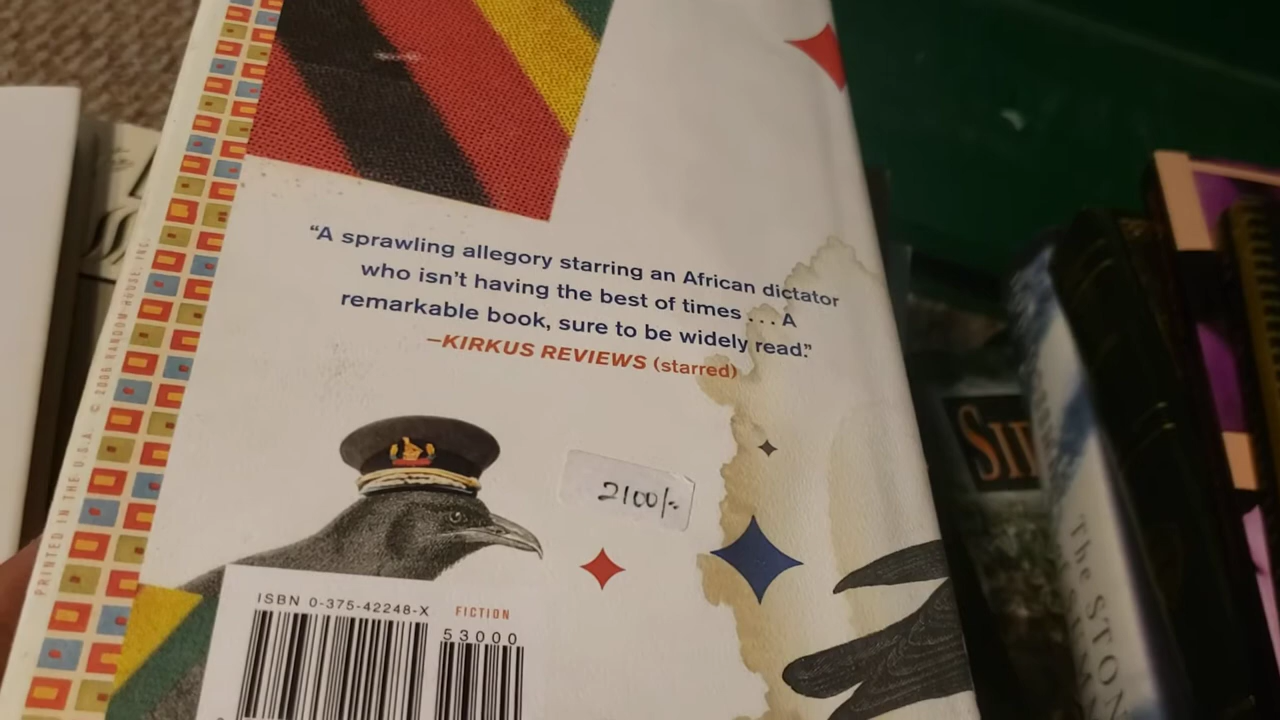 “A sprawling allegory starring an African dictator
who isn’t having the best of times . . . A
remarkable book, sure to be widely read.”
—KIRKUS REVIEWS (starred)
2100/-
ISBN 0-375-42248-X
FICTION
53000
PRINTED IN THE U.S.A. © 2006 RANDOM HOUSE, INC.
The STON